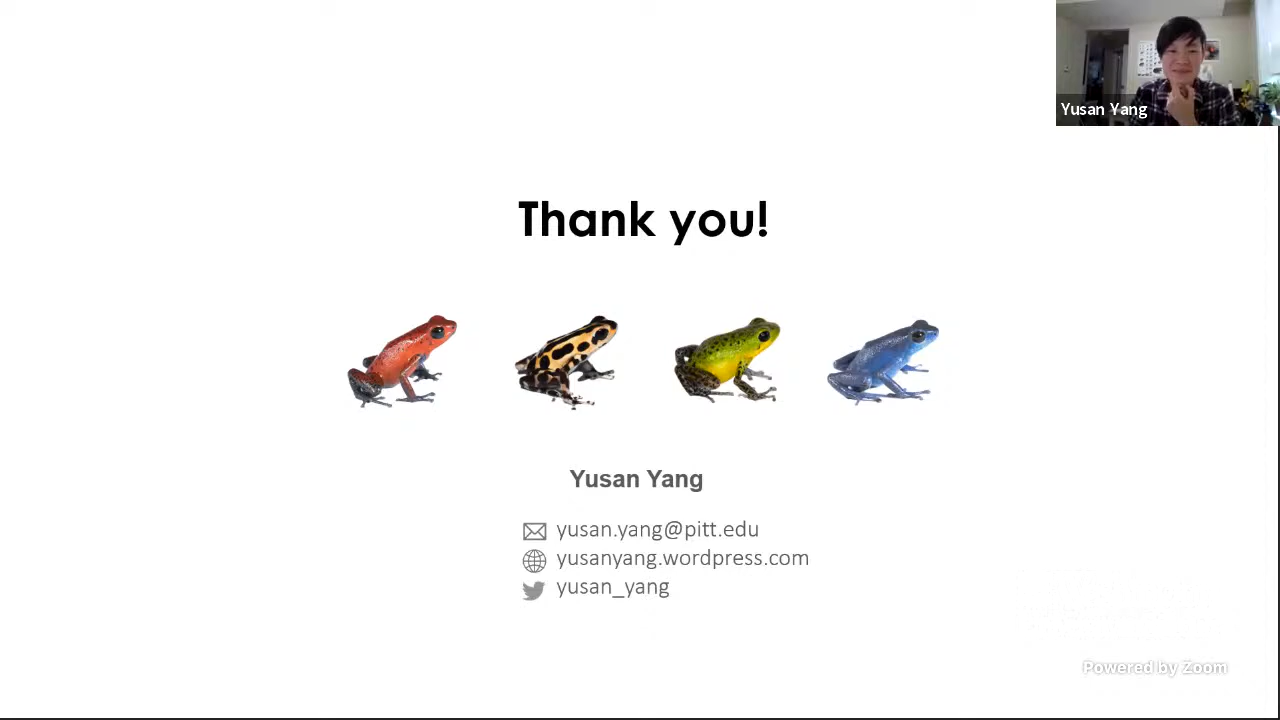 Yusan Yang
Thank you!
Yusan Yang
yusan.yang@pitt.edu
yusanyang.wordpress.com
yusan_yang
Powered by Zoom